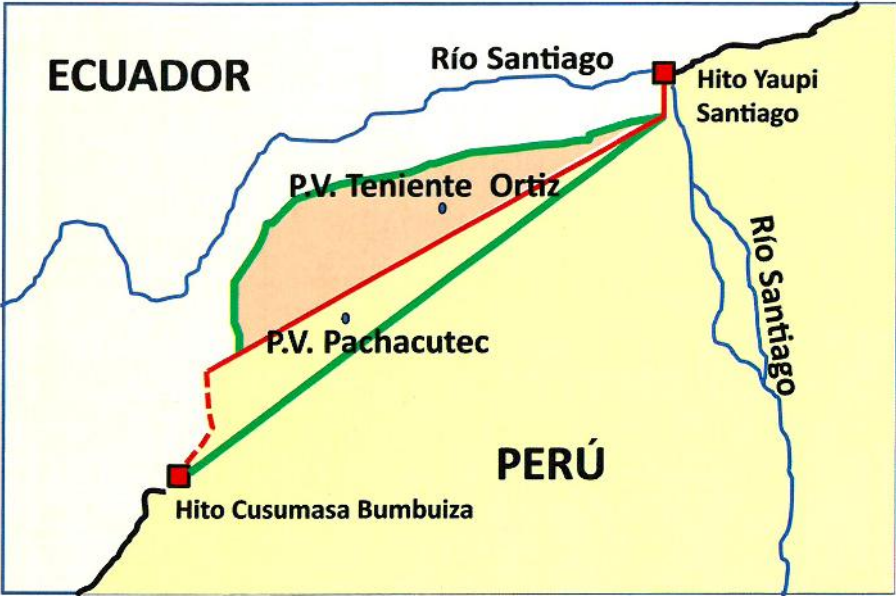 ECUADOR
Río Santiago
Hito Yaupi
Santiago
P.V. Teniente Ortiz
Río Santiago
P.V. Pachacutec
PERÚ
Hito Cusumasa Bumbuiza